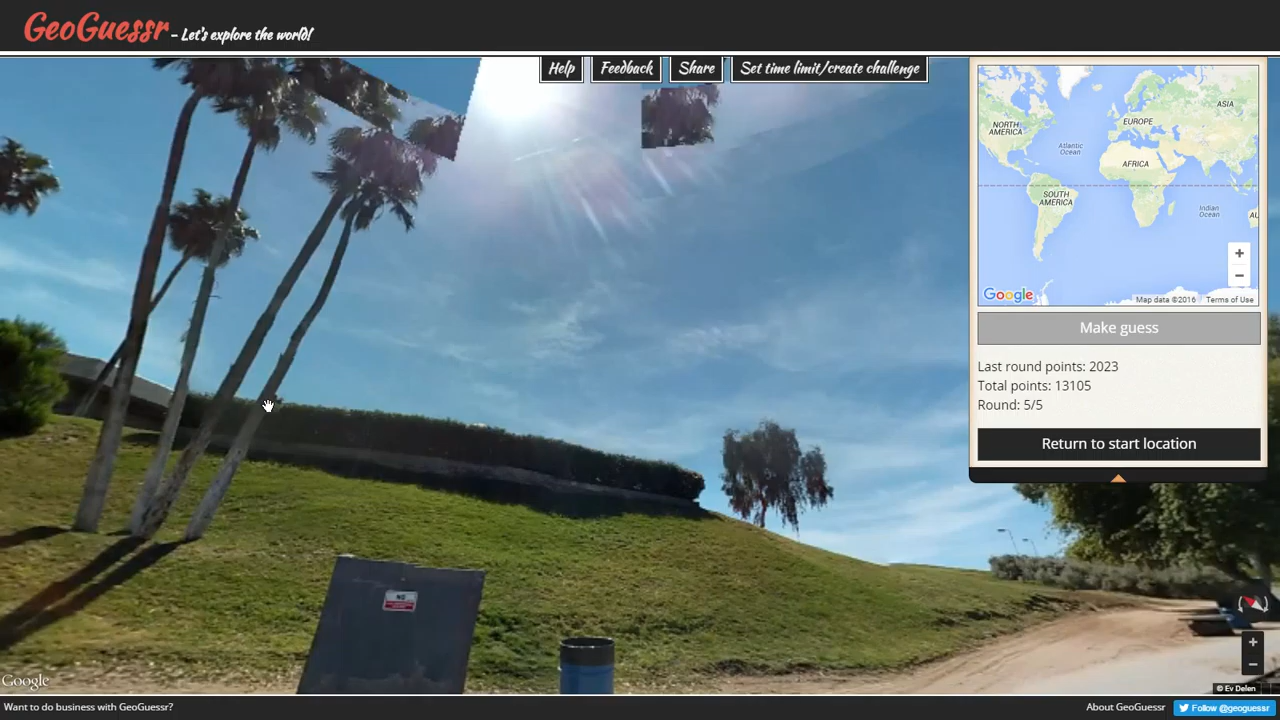 GeoGuessr - Let's explore the world!
Help
Feedback
Share
Set time limit/create challenge
NORTH AMERICA
EUROPE
ASIA
Atlantic Ocean
AFRICA
SOUTH AMERICA
Indian Ocean
AU
+
−
Google
Map data ©2016
Terms of Use
Make guess
Last round points: 2023
Total points: 13105
Round: 5/5
Return to start location
NO
+
−
Google
© Ev Delen
Want to do business with GeoGuessr?
About GeoGuessr
Follow @geoguessr